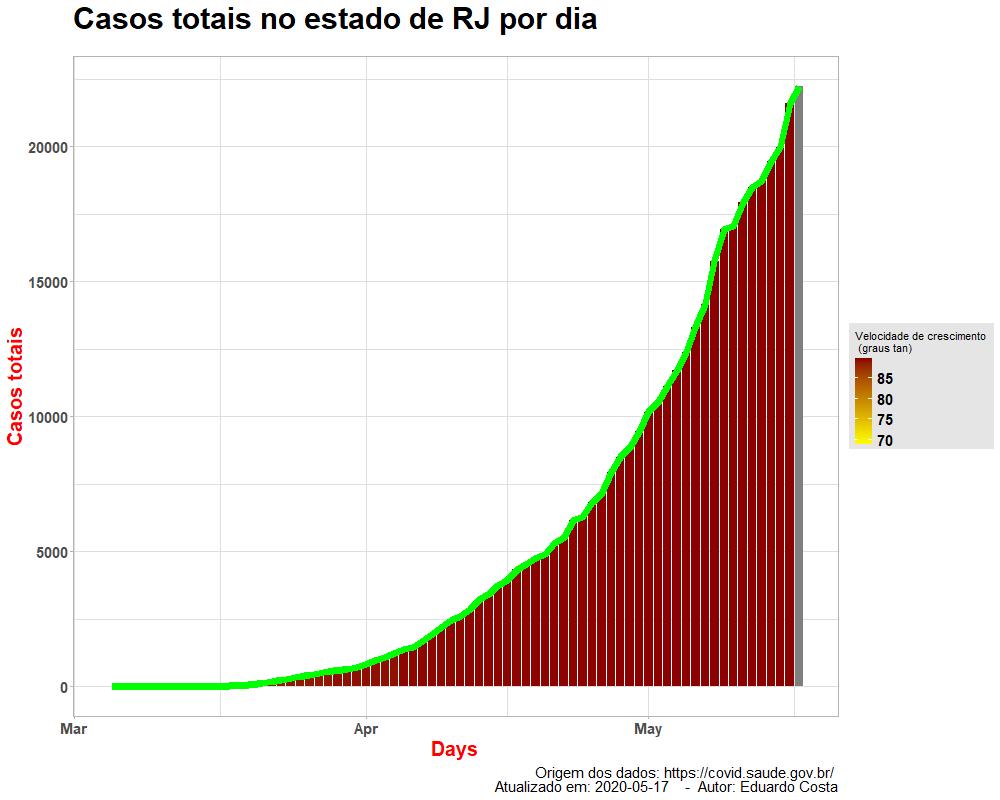 Casos totais no estado de RJ por dia
20000
15000
10000
5000
0
Casos totais
Mar
Apr
May
Days
Velocidade de crescimento
(graus tan)
85
80
75
70
Origem dos dados: https://covid.saude.gov.br/
Atualizado em: 2020-05-17 - Autor: Eduardo Costa